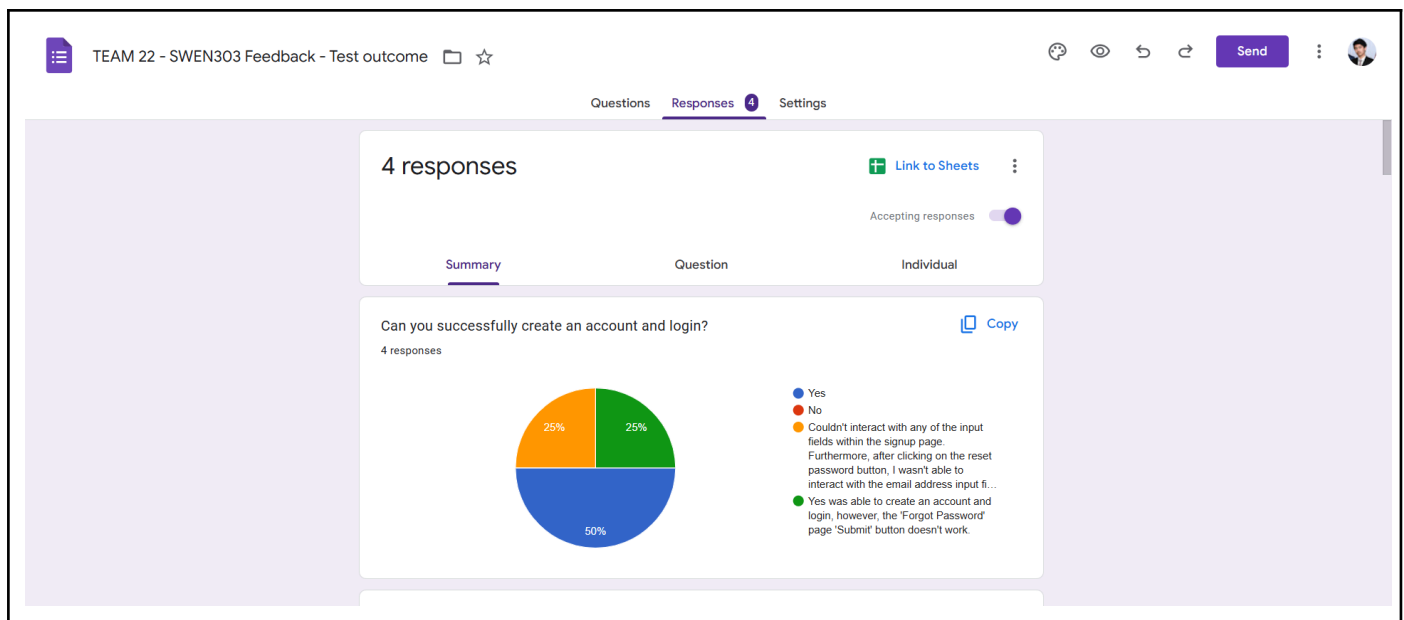 TEAM 22 - SWEN303 Feedback - Test outcome
Send
Questions
Responses 4
Settings
4 responses
Link to Sheets
Accepting responses
Summary
Question
Individual
Can you successfully create an account and login?
Copy
4 responses
25%
25%
50%
Yes
No
Couldn't interact with any of the input
fields within the signup page.
Furthermore, after clicking on the reset
password button, I wasn't able to
interact with the email address input fi...
Yes was able to create an account and
login, however, the 'Forgot Password'
page 'Submit' button doesn't work.